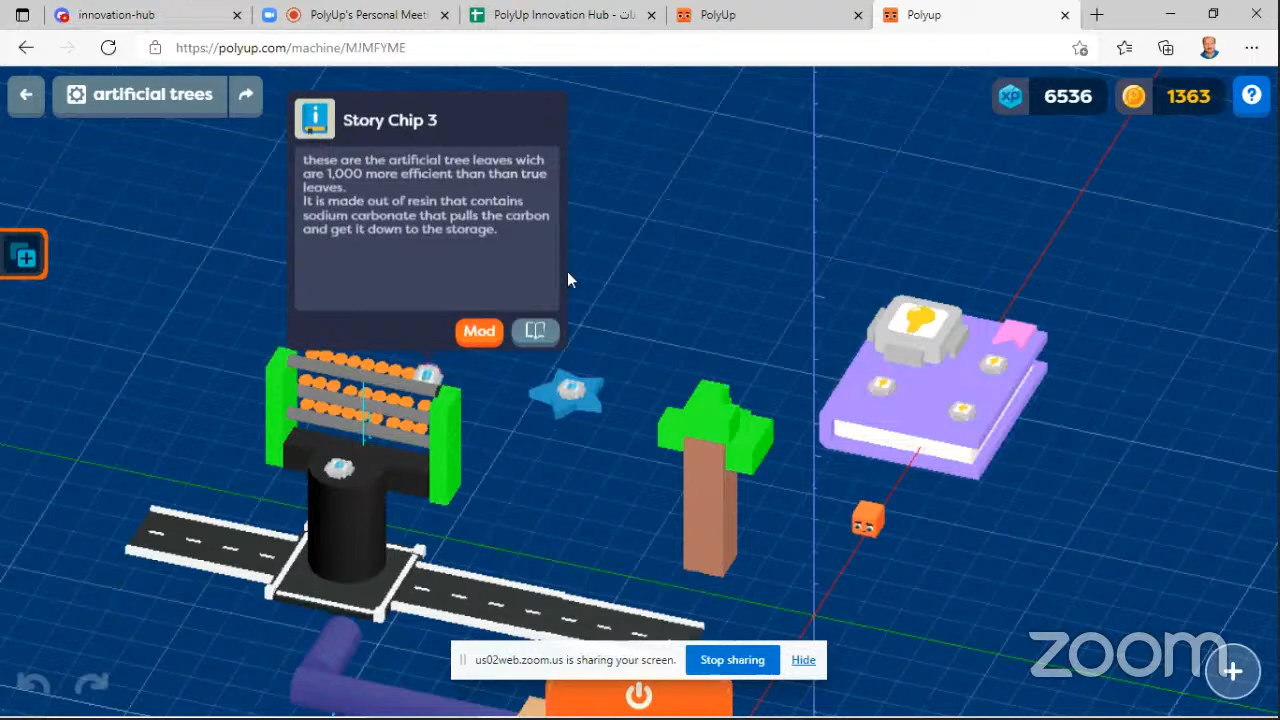 innovation-hub
PolyUp's Personal Meet
PolyUp Innovation Hub - ات
PolyUp
Polyup
https://polyup.com/machine/MJMFYME
artificial trees
XP
6536
1363
?
i
Story Chip 3
these are the artificial tree leaves wich
are 1,000 more efficient than than true
leaves.
It is made out of resin that contains
sodium carbonate that pulls the carbon
and get it down to the storage.
Mod
us02web.zoom.us is sharing your screen.
Stop sharing
Hide
zoom